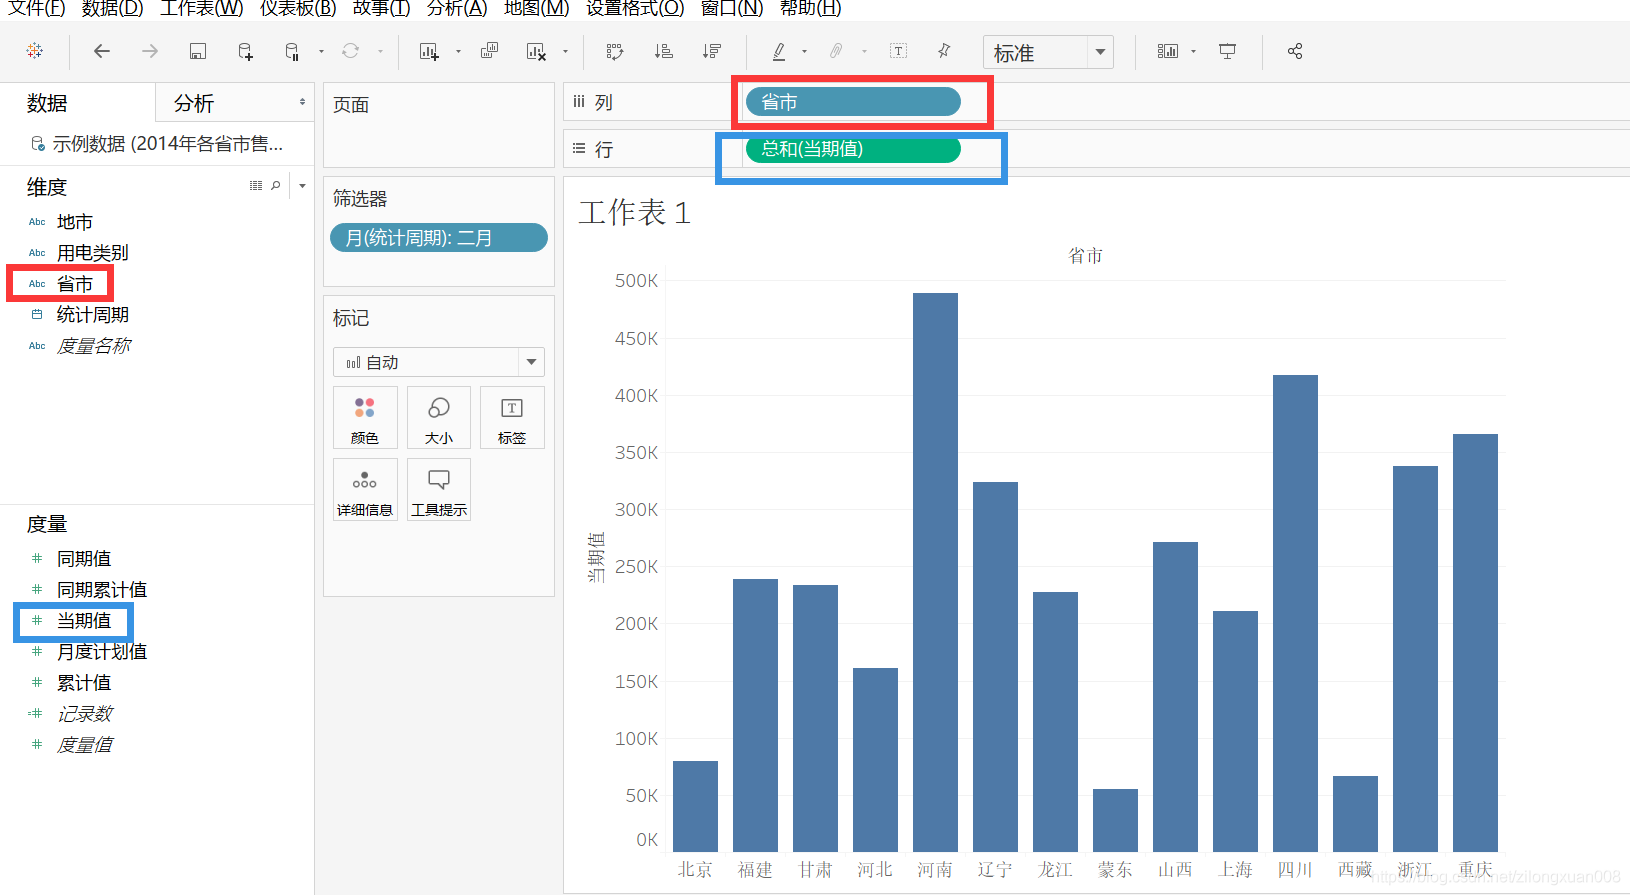 文件(F) 数据(D) 工作表(W) 仪表板(B) 故事(T) 分析(A) 地图(M) 设置格式(O) 窗口(N) 帮助(H)
标准
数据 分析
示例数据 (2014年各省市售...
维度
Abc 地市
Abc 用电类别
Abc 省市
统计周期
Abc 度量名称
度量
# 同期值
# 同期累计值
# 当期值
# 月度计划值
# 累计值
=# 记录数
# 度量值
页面
筛选器
月(统计周期): 二月
标记
自动
颜色 大小 标签
详细信息 工具提示
列 省市
行 总和(当期值)
工作表 1
省市
500K
450K
400K
350K
300K
250K
200K
150K
100K
50K
0K
当期值
北京 福建 甘肃 河北 河南 辽宁 龙江 蒙东 山西 上海 四川 西藏 浙江 重庆
https://blog.csdn.net/zilongxuan008